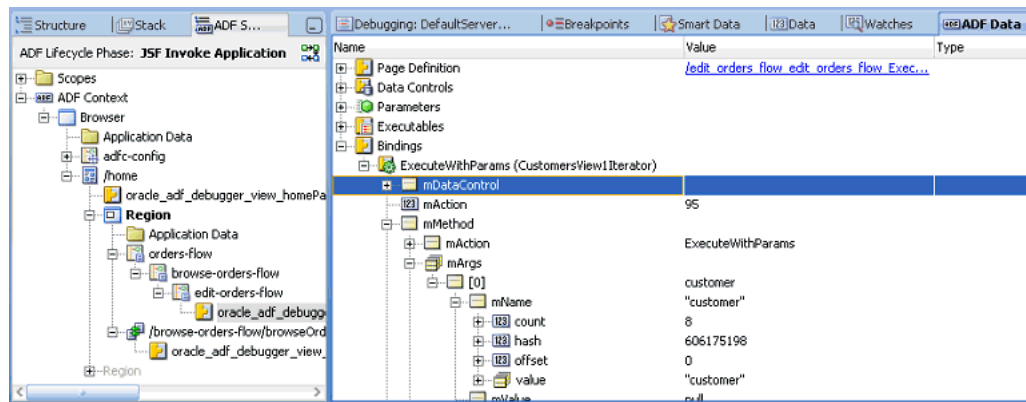 Structure
Stack
ADF S...
ADF Lifecycle Phase: JSF Invoke Application
Scopes
ADF Context
Browser
Application Data
adfc-config
/home
oracle_adf_debugger_view_homePa
Region
Application Data
orders-flow
browse-orders-flow
edit-orders-flow
oracle_adf_debugg
/browse-orders-flow/browseOrd
oracle_adf_debugger_view_
Region
Debugging: DefaultServer...
Breakpoints
Smart Data
Data
Watches
ADF Data
Name Value Type
Page Definition /edit_orders_flow_edit_orders_flow_Exec...
Data Controls
Parameters
Executables
Bindings
ExecuteWithParams (CustomersView1Iterator)
mDataControl
mAction 95
mMethod
mAction ExecuteWithParams
mArgs
[0] customer
mName "customer"
count 8
hash 606175198
offset 0
value "customer"
mValue null